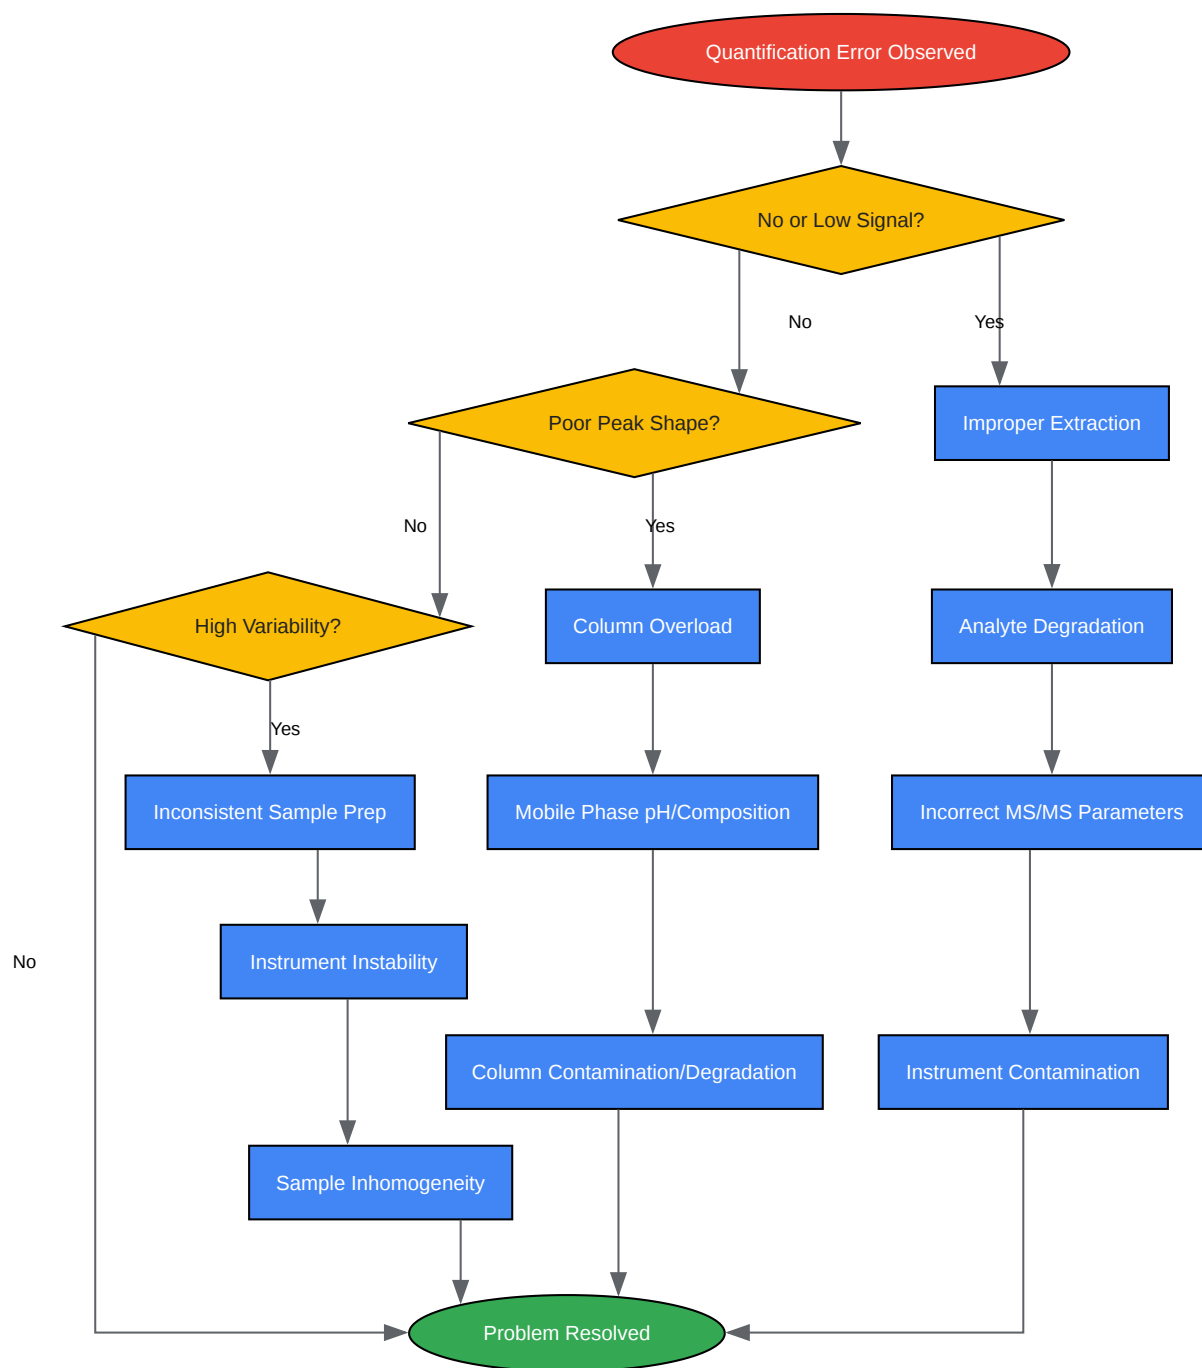 Quantification Error Observed
No or Low Signal?
No
Yes
Poor Peak Shape?
Improper Extraction
No
Yes
High Variability?
Column Overload
Analyte Degradation
Yes
Inconsistent Sample Prep
Mobile Phase pH/Composition
Incorrect MS/MS Parameters
No
Instrument Instability
Column Contamination/Degradation
Instrument Contamination
Sample Inhomogeneity
Problem Resolved